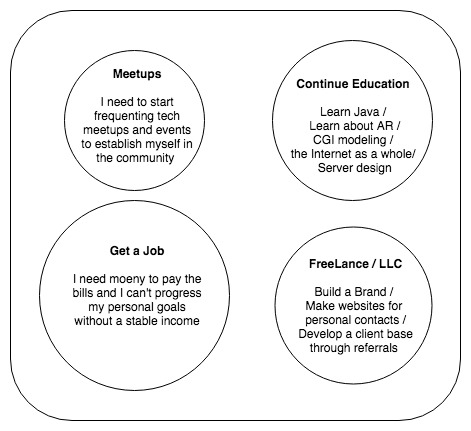 Meetups
I need to start
frequenting tech
meetups and events
to establish myself in
the community
Continue Education
Learn Java /
Learn about AR /
CGI modeling /
the Internet as a whole/
Server design
Get a Job
I need moeny to pay the
bills and I can't progress
my personal goals
without a stable income
FreeLance / LLC
Build a Brand /
Make websites for
personal contacts /
Develop a client base
through referrals